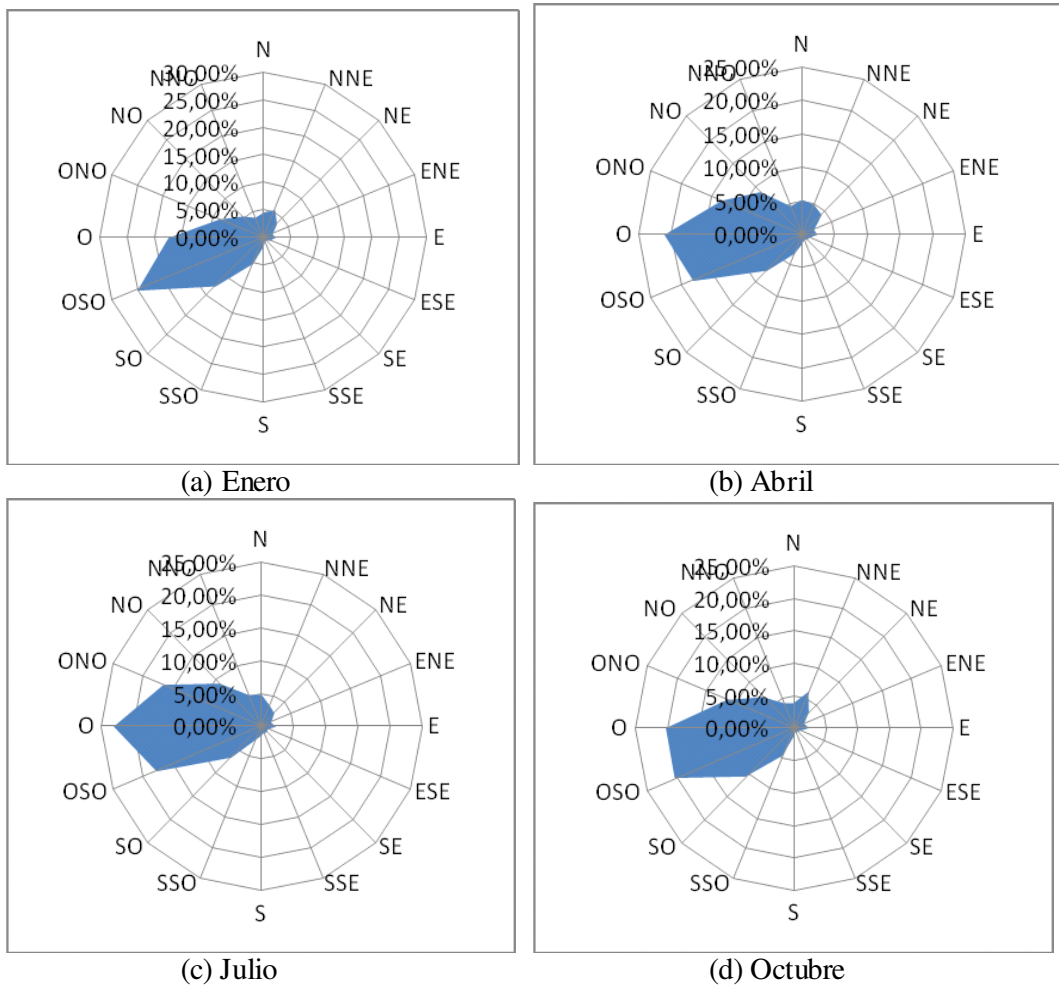 N
30,00%
NNO
NNE
25,00%
NO
NE
20,00%
15,00%
ONO
ENE
10,00%
5,00%
O
0,00%
E
OSO
ESE
SO
SE
SSO
SSE
S
(a) Enero
N
25,00%
NNO
NNE
20,00%
NO
NE
15,00%
ONO
ENE
10,00%
5,00%
O
0,00%
E
OSO
ESE
SO
SE
SSO
SSE
S
(b) Abril
N
25,00%
NNO
NNE
20,00%
NO
NE
15,00%
ONO
ENE
10,00%
5,00%
O
0,00%
E
OSO
ESE
SO
SE
SSO
SSE
S
(c) Julio
N
25,00%
NNO
NNE
20,00%
NO
NE
15,00%
ONO
ENE
10,00%
5,00%
O
0,00%
E
OSO
ESE
SO
SE
SSO
SSE
S
(d) Octubre